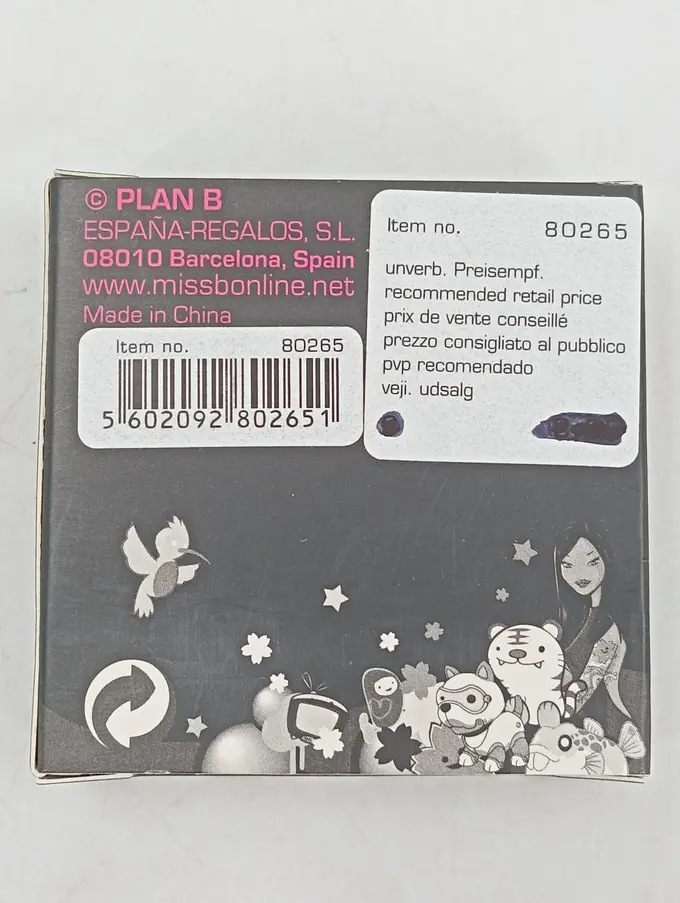 © PLAN B
ESPAÑA-REGALOS, S.L.
08010 Barcelona, Spain
www.missbonline.net
Made in China
Item no. 80265
5 602092 802651
Item no. 80265
unverb. Preisempf.
recommended retail price
prix de vente conseillé
prezzo consigliato al pubblico
pvp recomendado
veji. udsalg